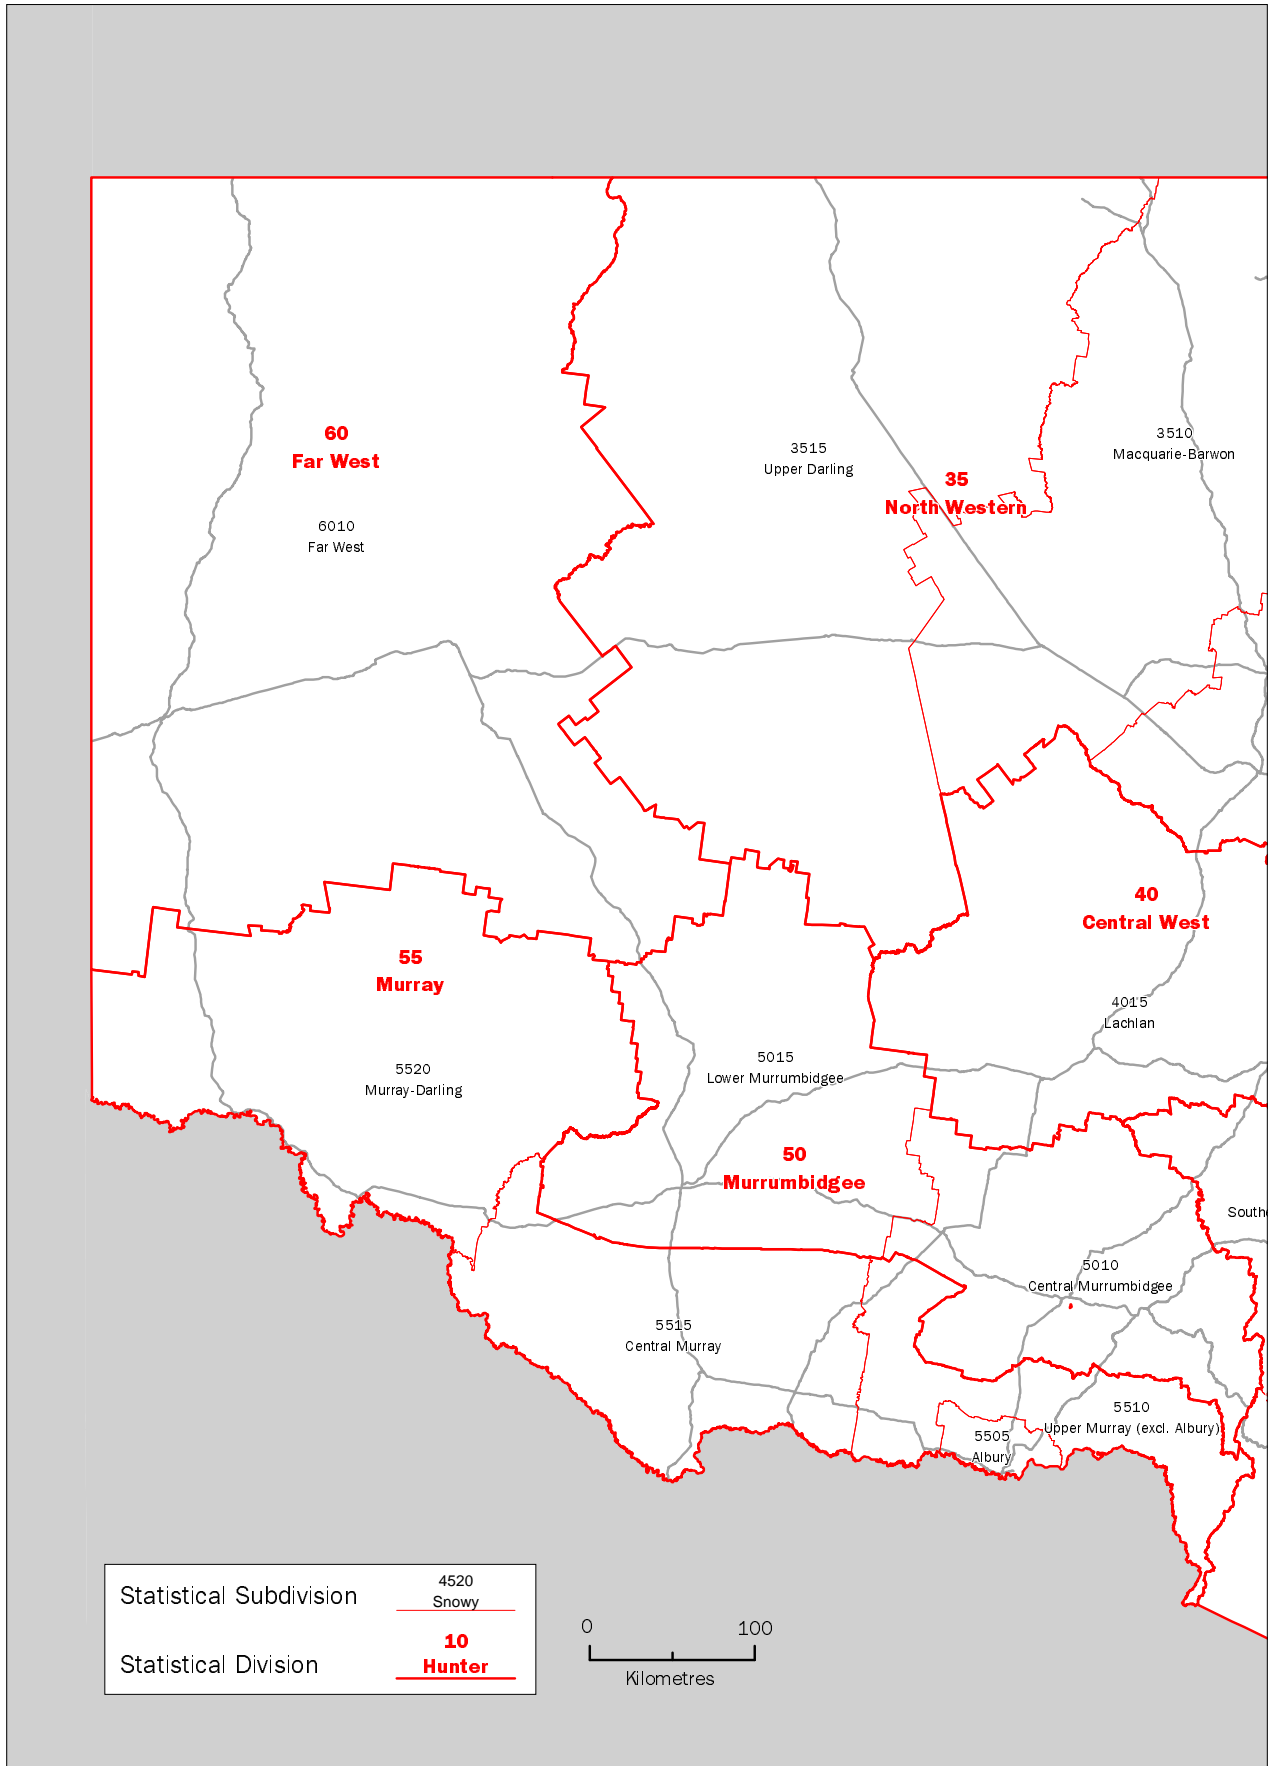 60
Far West
6010
Far West
3515
Upper Darling
35
North Western
3510
Macquarie-Barwon
40
Central West
4015
Lachlan
55
Murray
5520
Murray-Darling
5015
Lower Murrumbidgee
50
Murrumbidgee
South
5010
Central Murrumbidgee
5515
Central Murray
5510
Upper Murray (excl. Albury)
5505
Albury
Statistical Subdivision
4520
Snowy
Statistical Division
10
Hunter
0 100
Kilometres